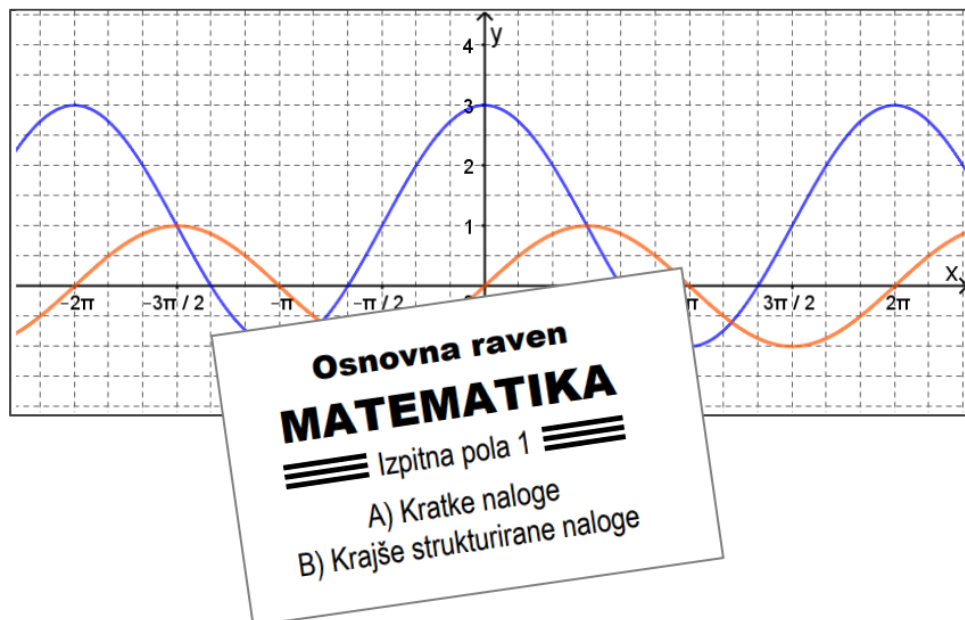 y
4
3
2
1
x
−2π
−3π / 2
−π
−π / 2
π
3π / 2
2π
Osnovna raven
MATEMATIKA
Izpitna pola 1
A) Kratke naloge
B) Krajše strukturirane naloge